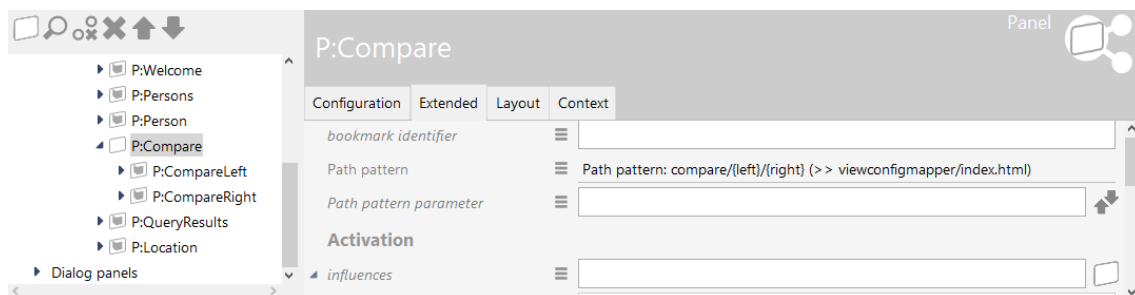 Panel
P:Compare
P:Welcome
P:Persons
P:Person
P:Compare
P:CompareLeft
P:CompareRight
P:QueryResults
P:Location
Dialog panels
Configuration Extended Layout Context
bookmark identifier
Path pattern Path pattern: compare/{left}/{right} (>> viewconfigmapper/index.html)
Path pattern parameter
Activation
influences